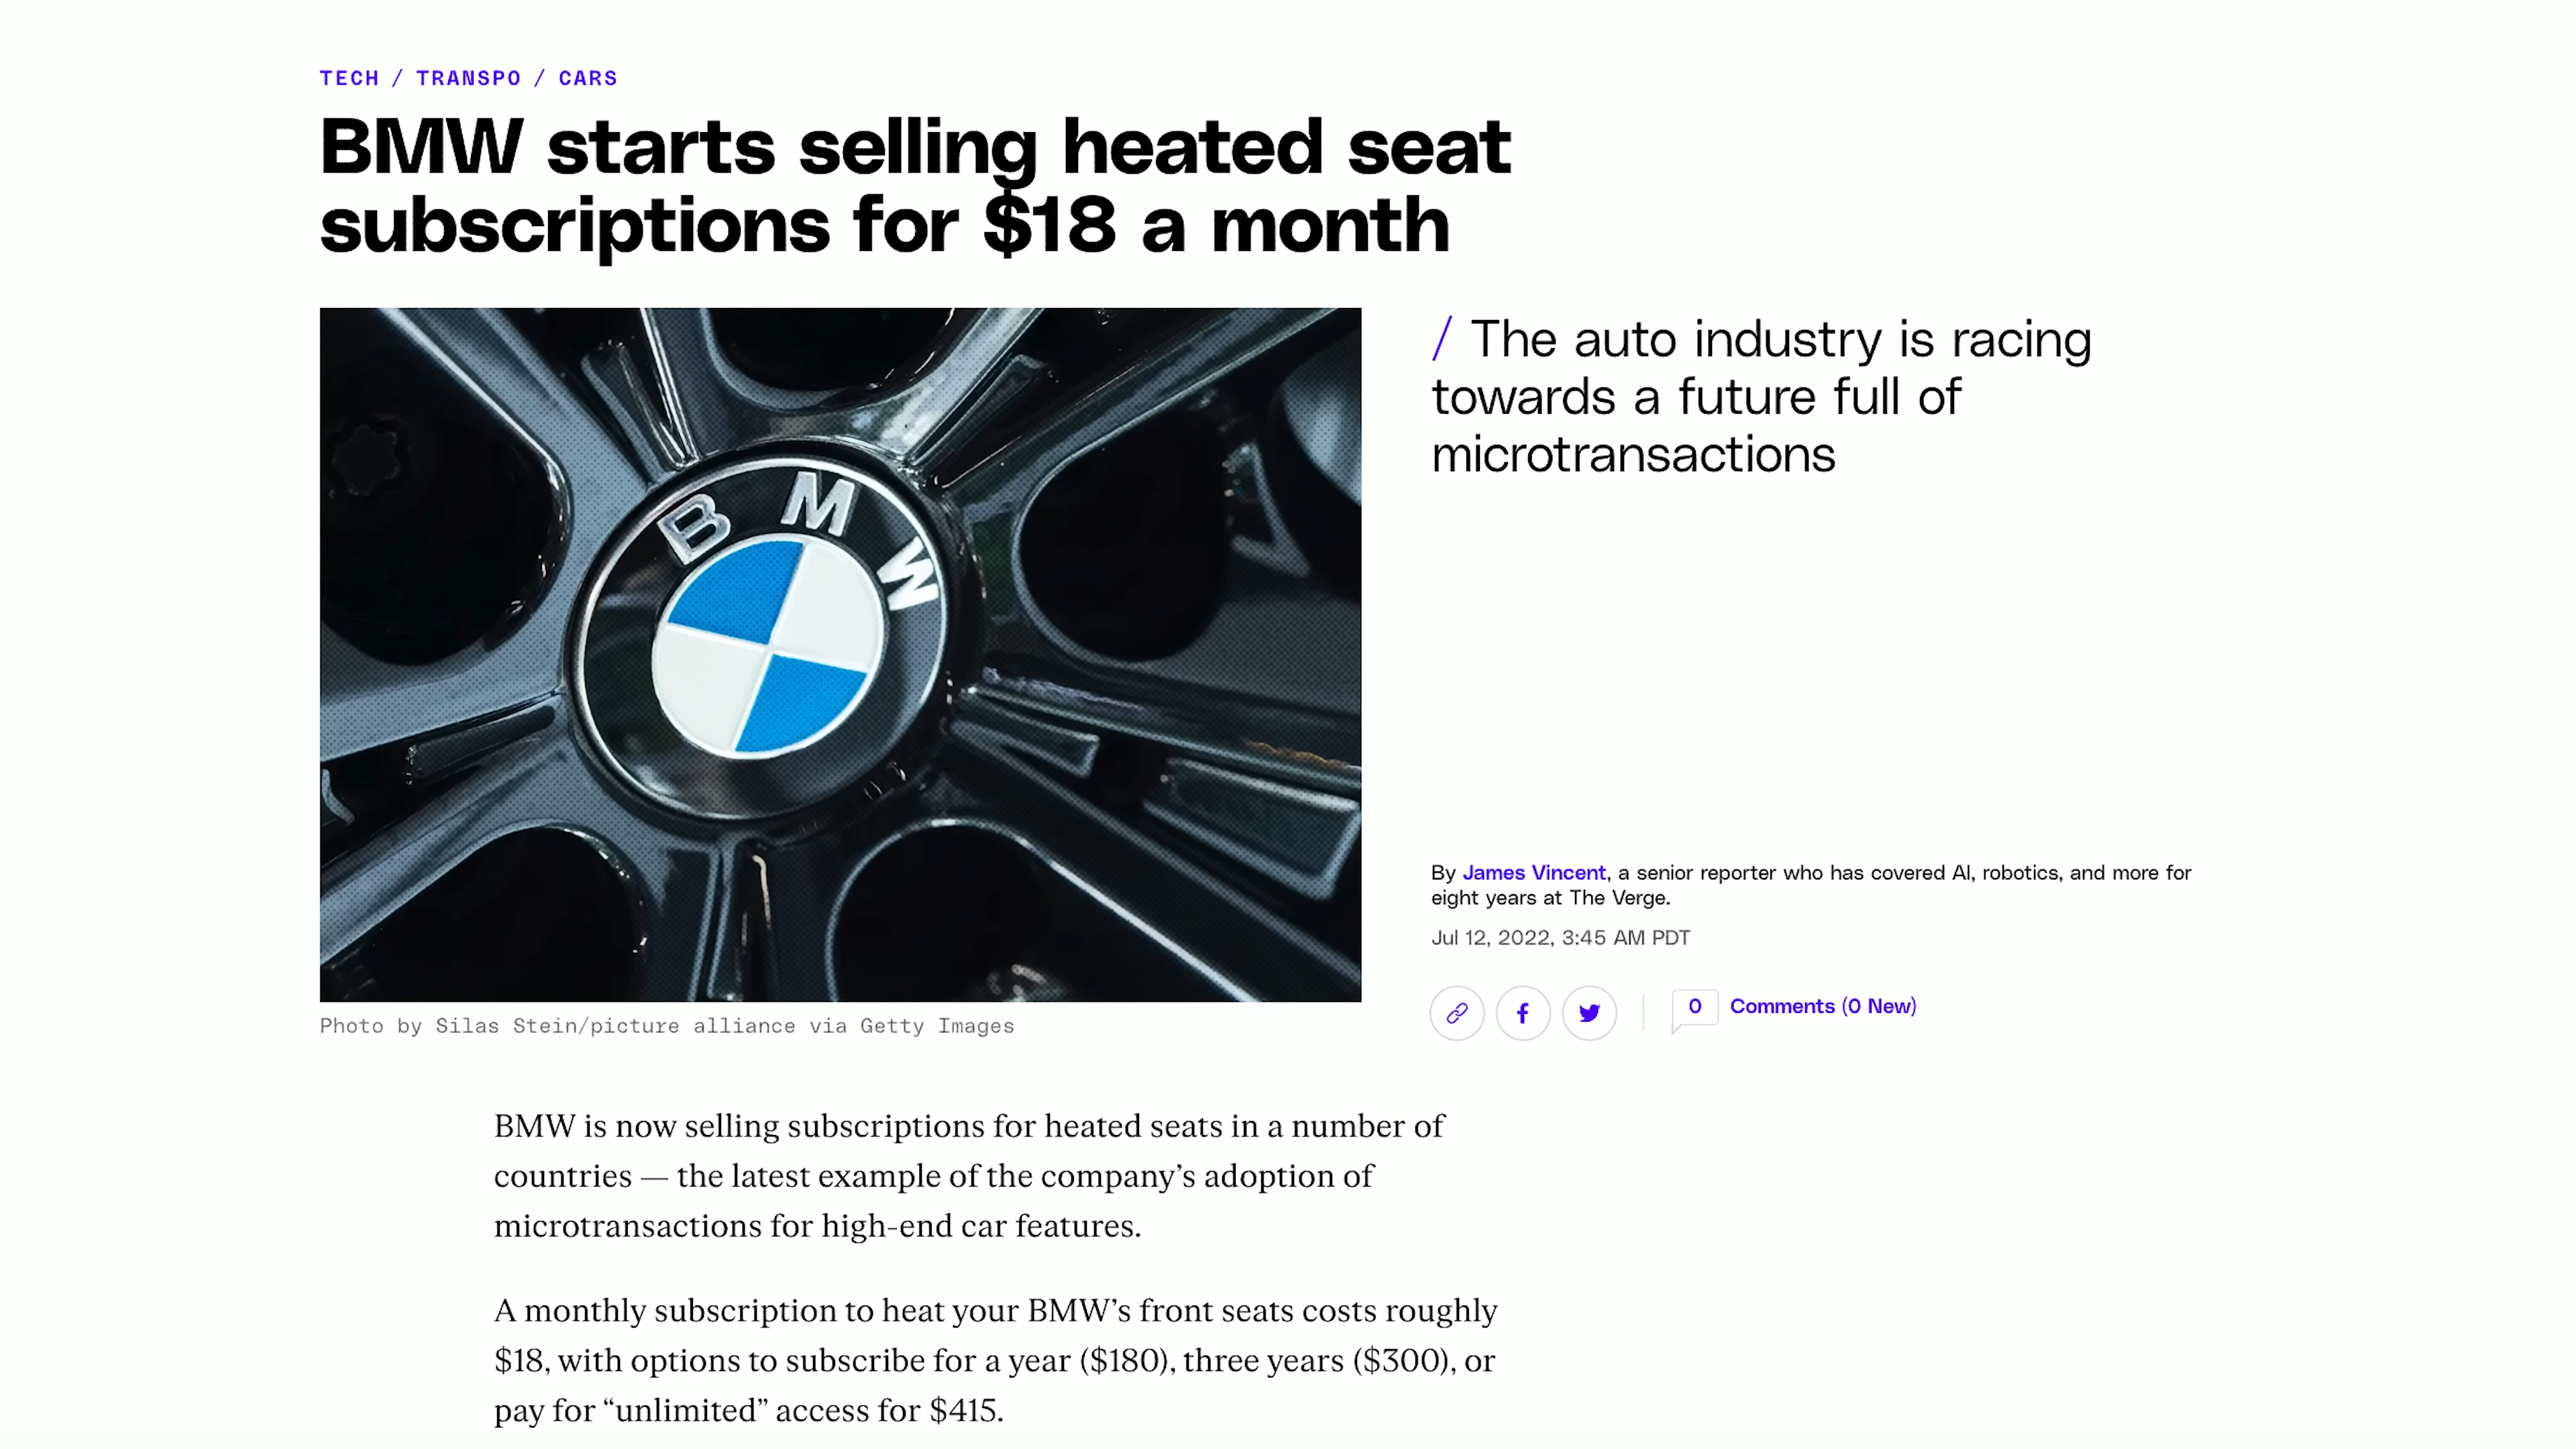 TECH / TRANSPO / CARS
BMW starts selling heated seat
subscriptions for $18 a month
B M W
/ The auto industry is racing
towards a future full of
microtransactions
By James Vincent, a senior reporter who has covered AI, robotics, and more for
eight years at The Verge.
Jul 12, 2022, 3:45 AM PDT
0 Comments (0 New)
Photo by Silas Stein/picture alliance via Getty Images
BMW is now selling subscriptions for heated seats in a number of
countries — the latest example of the company’s adoption of
microtransactions for high-end car features.
A monthly subscription to heat your BMW’s front seats costs roughly
$18, with options to subscribe for a year ($180), three years ($300), or
pay for “unlimited” access for $415.